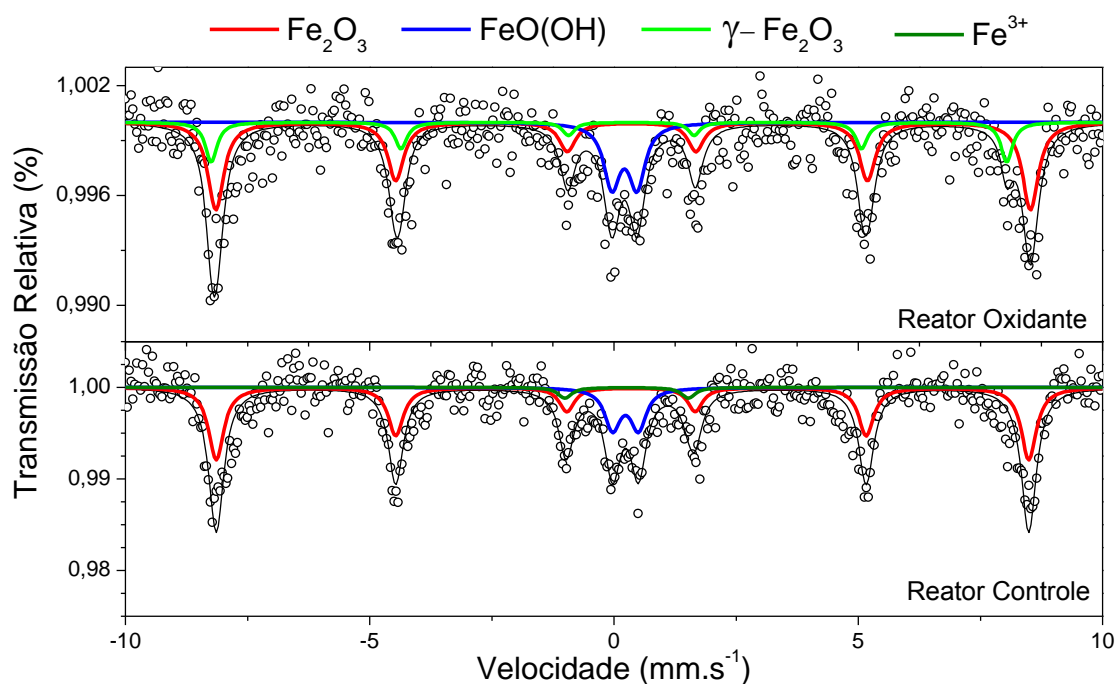 Fe₂O₃ FeO(OH) γ– Fe₂O₃ Fe³⁺
1,002
0,996
0,990
Reator Oxidante
1,00
0,99
0,98
Reator Controle
-10 -5 0 5 10
Velocidade (mm.s⁻¹)
Transmissão Relativa (%)